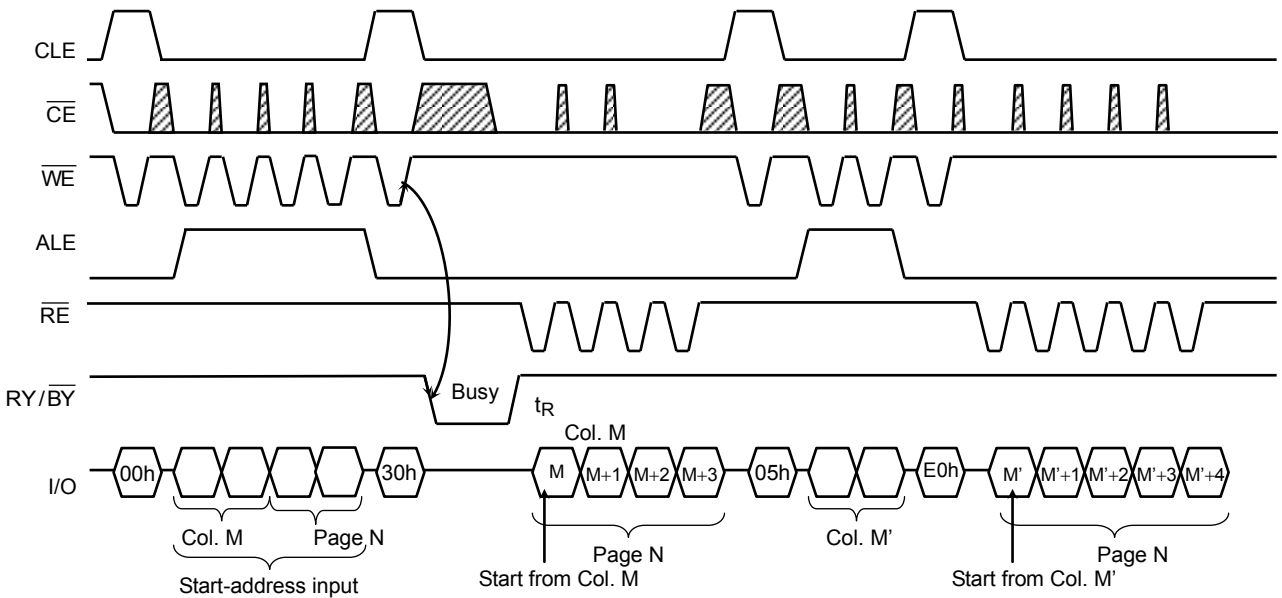 CLE
CE
WE
ALE
RE
RY/BY
Busy
tR
Col. M
I/O
00h
30h
M
M+1
M+2
M+3
05h
E0h
M’
M’+1
M’+2
M’+3
M’+4
Col. M
Page N
Start-address input
Page N
Start from Col. M
Col. M’
Page N
Start from Col. M’